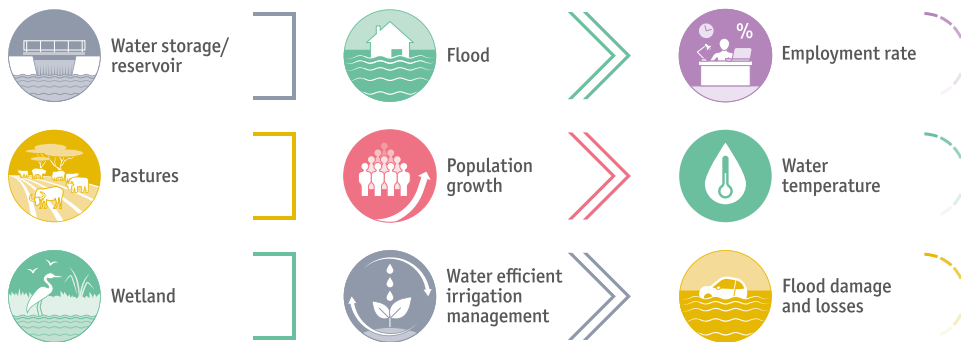 Water storage/
reservoir
Flood
%
Employment rate
Pastures
Population
growth
Water
temperature
Wetland
Water efficient
irrigation
management
Flood damage
and losses